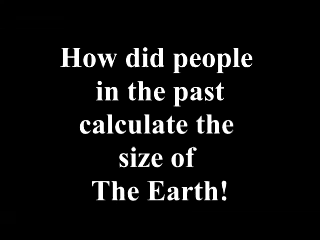 How did people
in the past
calculate the
size of
The Earth!